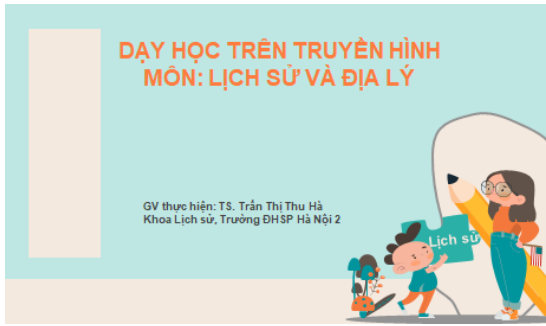 DẠY HỌC TRÊN TRUYỀN HÌNH
MÔN: LỊCH SỬ VÀ ĐỊA LÝ
GV thực hiện: TS. Trần Thị Thu Hà
Khoa Lịch sử, Trường ĐHSP Hà Nội 2
Lịch sử